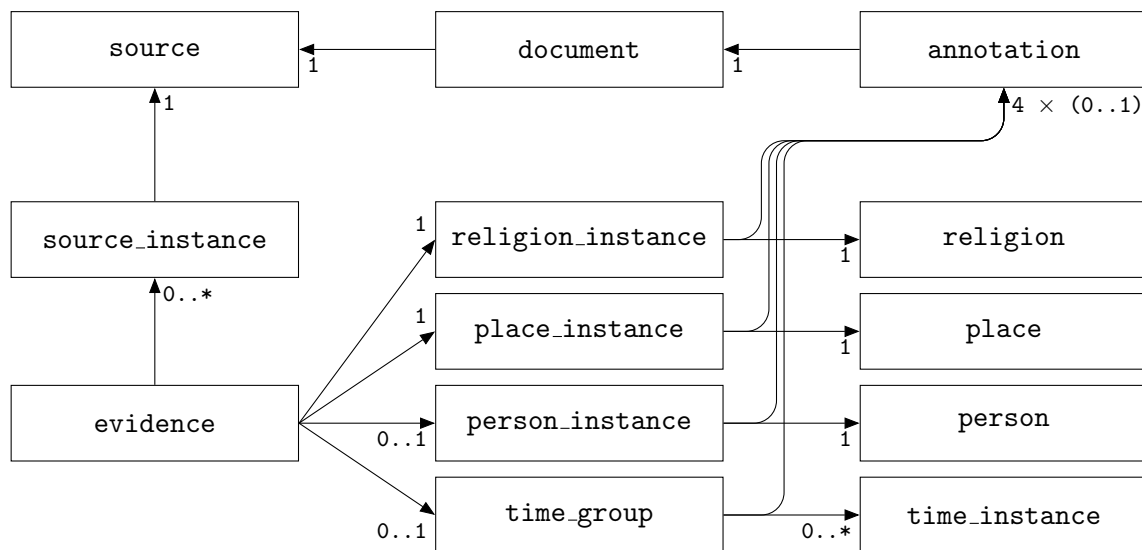 source
document
annotation
1
1
1
4 × (0..1)
source_instance
1
religion_instance
religion
1
0..*
1
place_instance
place
1
evidence
0..1
person_instance
person
1
0..1
time_group
0..*
time_instance